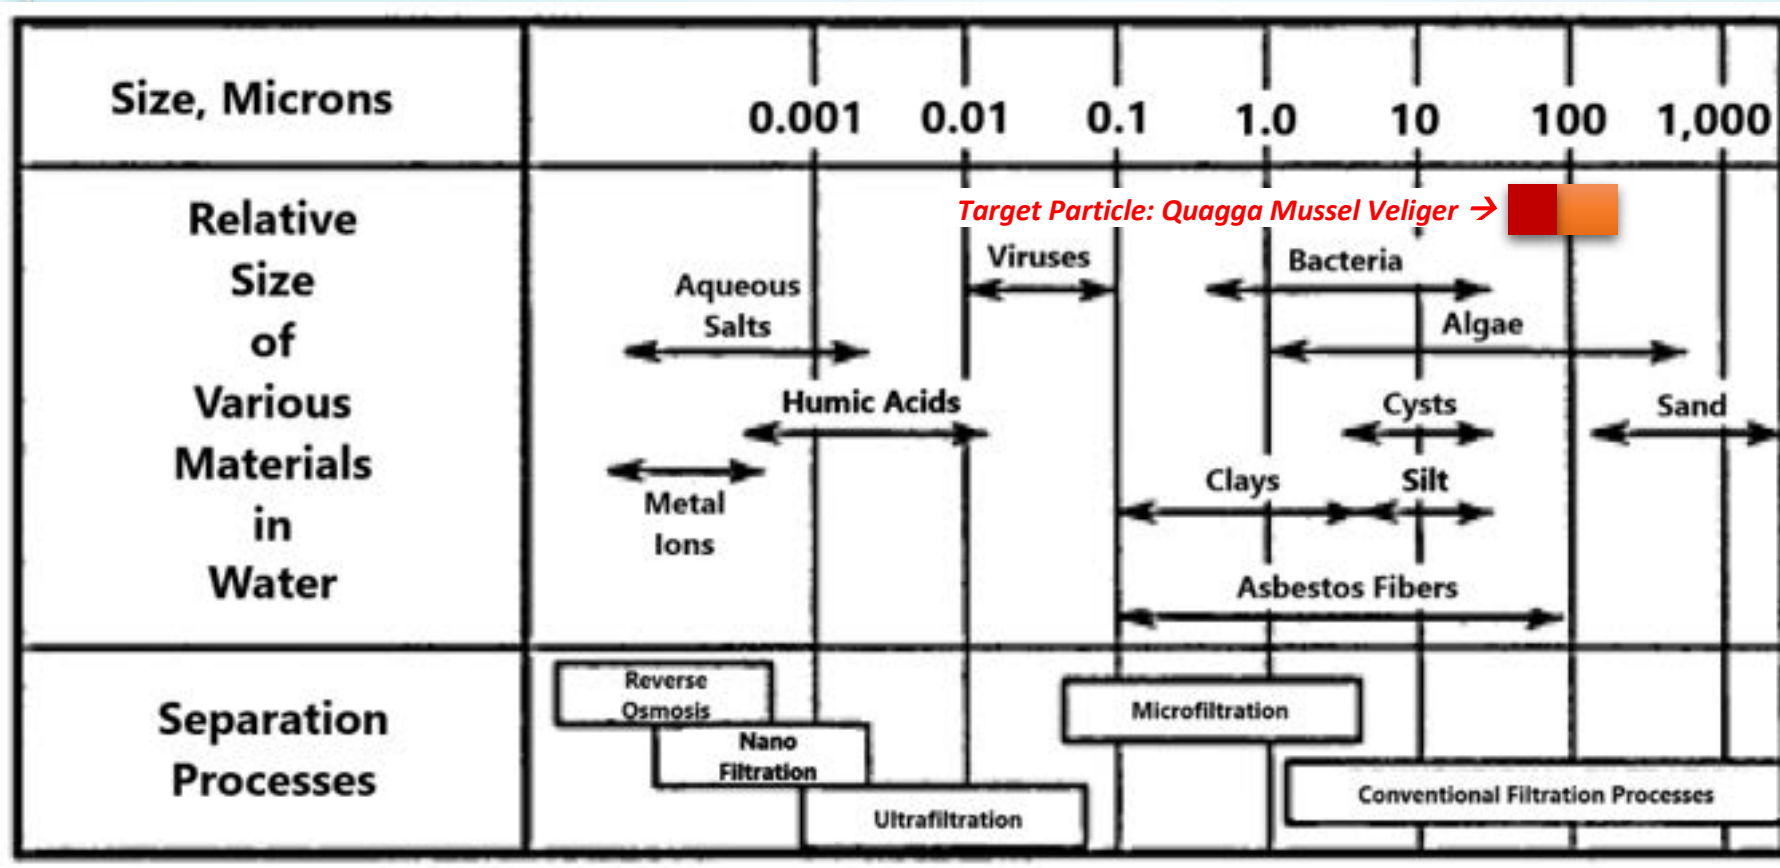 Size, Microns
0.001 0.01 0.1 1.0 10 100 1,000
Relative
Size
of
Various
Materials
in
Water
Target Particle: Quagga Mussel Veliger →
Viruses
Bacteria
Aqueous
Salts
Algae
Humic Acids
Cysts
Sand
Metal
Ions
Clays
Silt
Asbestos Fibers
Separation
Processes
Reverse
Osmosis
Nano
Filtration
Ultrafiltration
Microfiltration
Conventional Filtration Processes